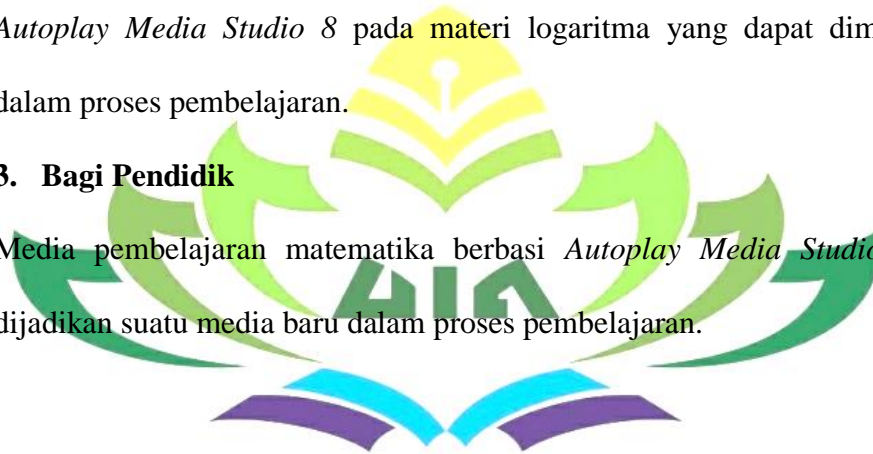 Autoplay Media Studio 8 pada materi logaritma yang dapat dim
dalam proses pembelajaran.
3. Bagi Pendidik
Media pembelajaran matematika berbasi Autoplay Media Studio
dijadikan suatu media baru dalam proses pembelajaran.